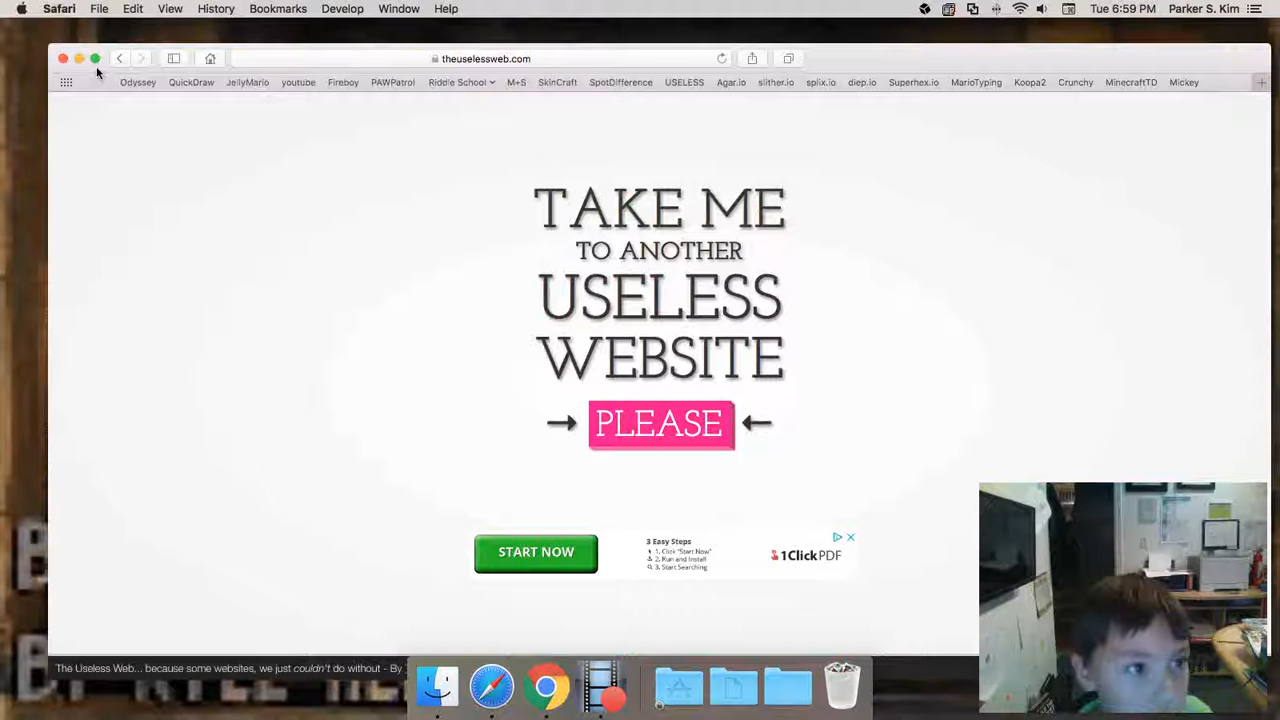 Safari File Edit View History Bookmarks Develop Window Help Tue 6:59 PM Parker S. Kim
theuselessweb.com
Odyssey QuickDraw JellyMario youtube Fireboy PAWPatrol Riddle School M+S SkinCraft SpotDifference USELESS Agar.io slither.io splix.io diep.io Superhex.io MarioTyping Koopa2 Crunchy MinecraftTD Mickey
TAKE ME
TO ANOTHER
USELESS
WEBSITE
PLEASE
START NOW
3 Easy Steps
1. Click "Start Now"
2. Run and Install
3. Start Searching
1ClickPDF
The Useless Web... because some websites, we just couldn't do without - By